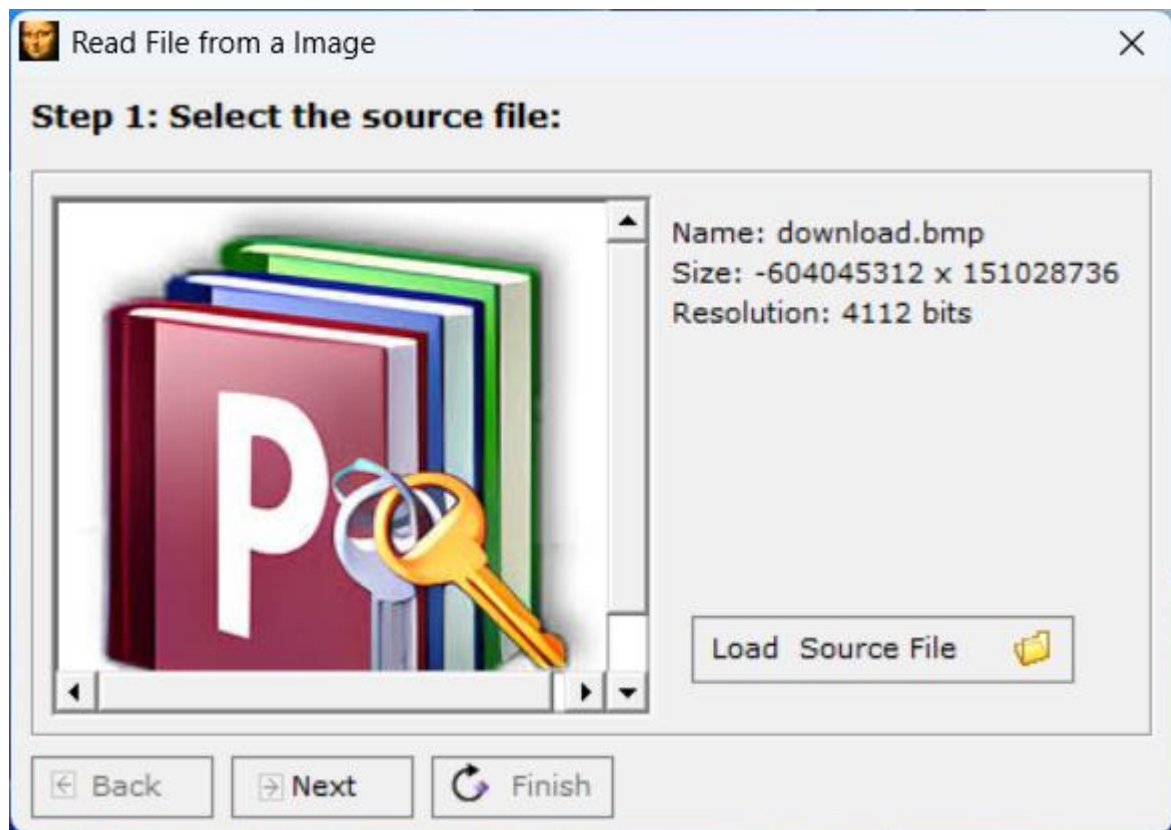 Read File from a Image
Step 1: Select the source file:
P
Name: download.bmp
Size: -604045312 x 151028736
Resolution: 4112 bits
Load Source File
Back
Next
Finish